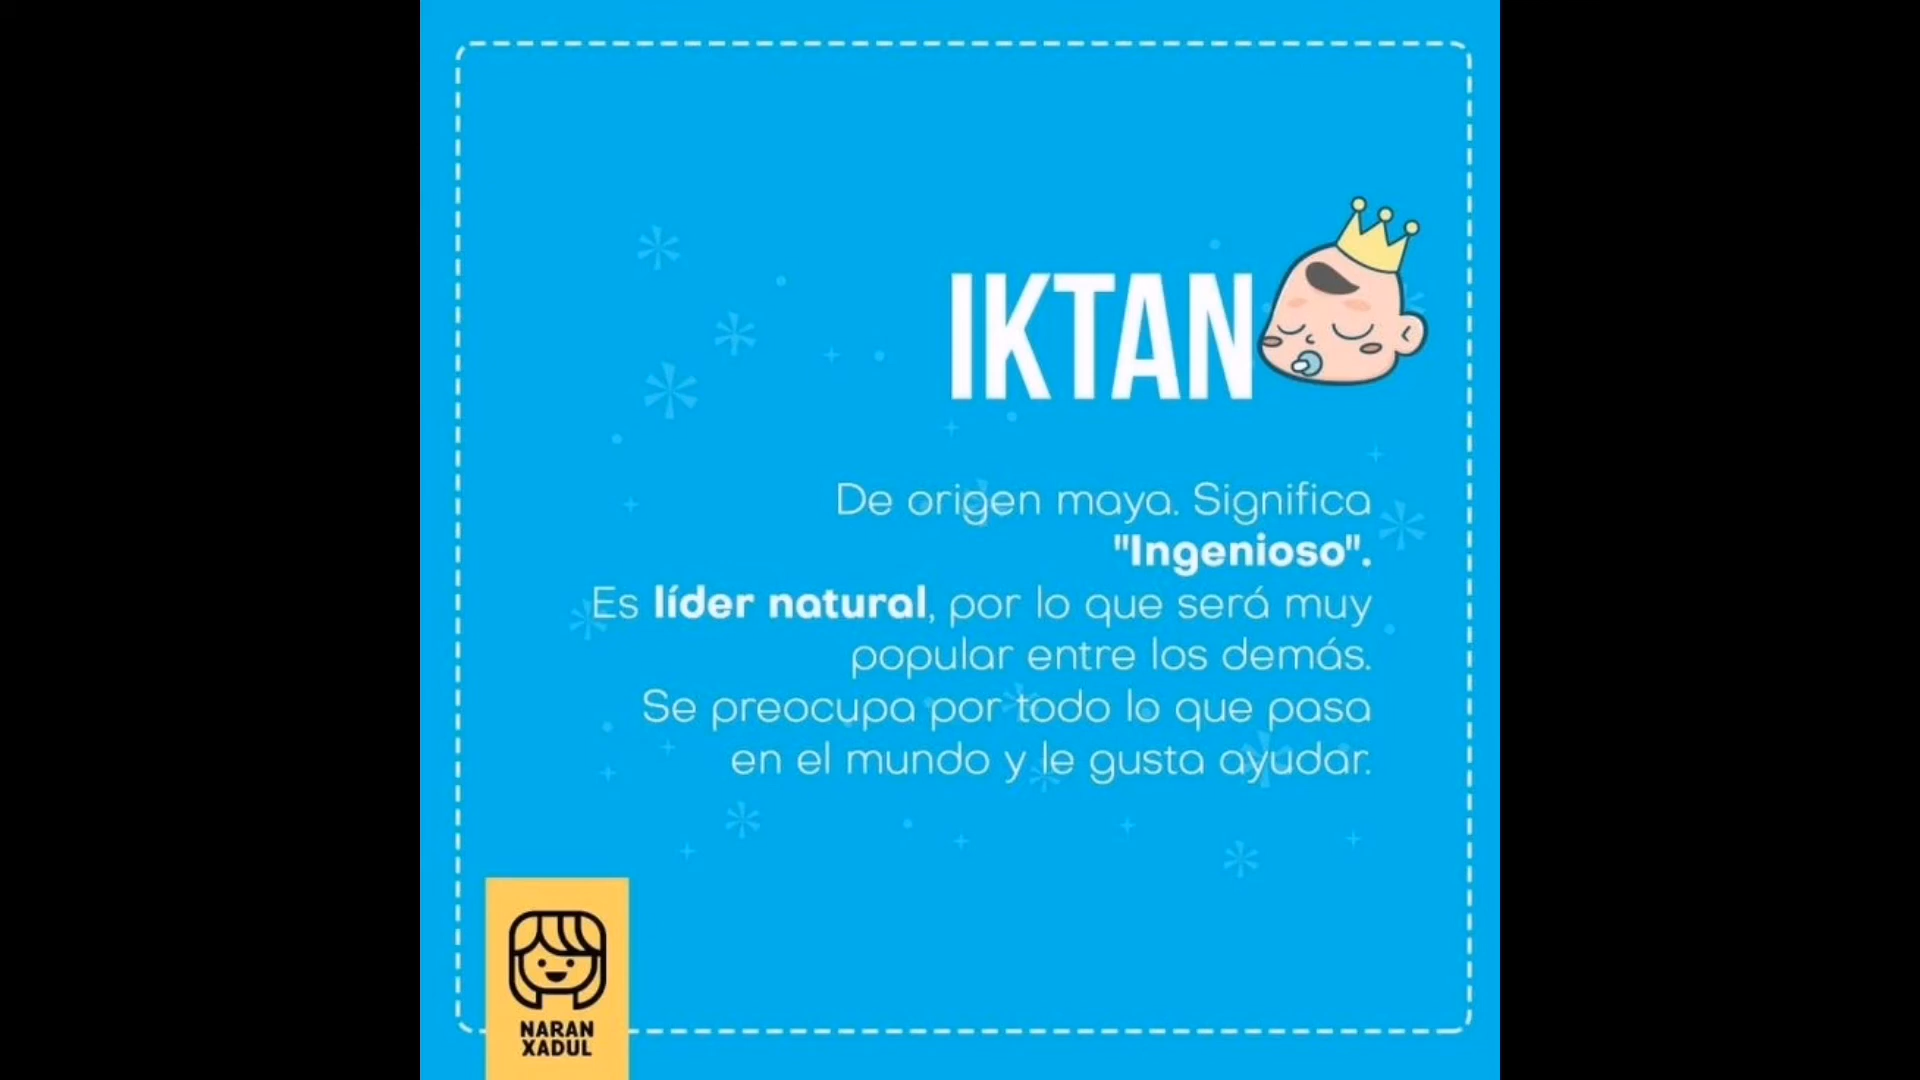 IKTAN
De origen maya. Significa
"Ingenioso".
Es líder natural, por lo que será muy
popular entre los demás.
Se preocupa por todo lo que pasa
en el mundo y le gusta ayudar.
NARAN
XADUL